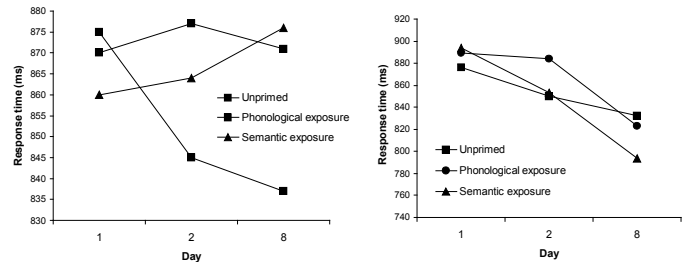 880
875
870
865
860
855
850
845
840
835
830
Response time (ms)
Unprimed
Phonological exposure
Semantic exposure
1 2 8
Day
920
900
880
860
840
820
800
780
760
740
Response time (ms)
Unprimed
Phonological exposure
Semantic exposure
1 2 8
Day